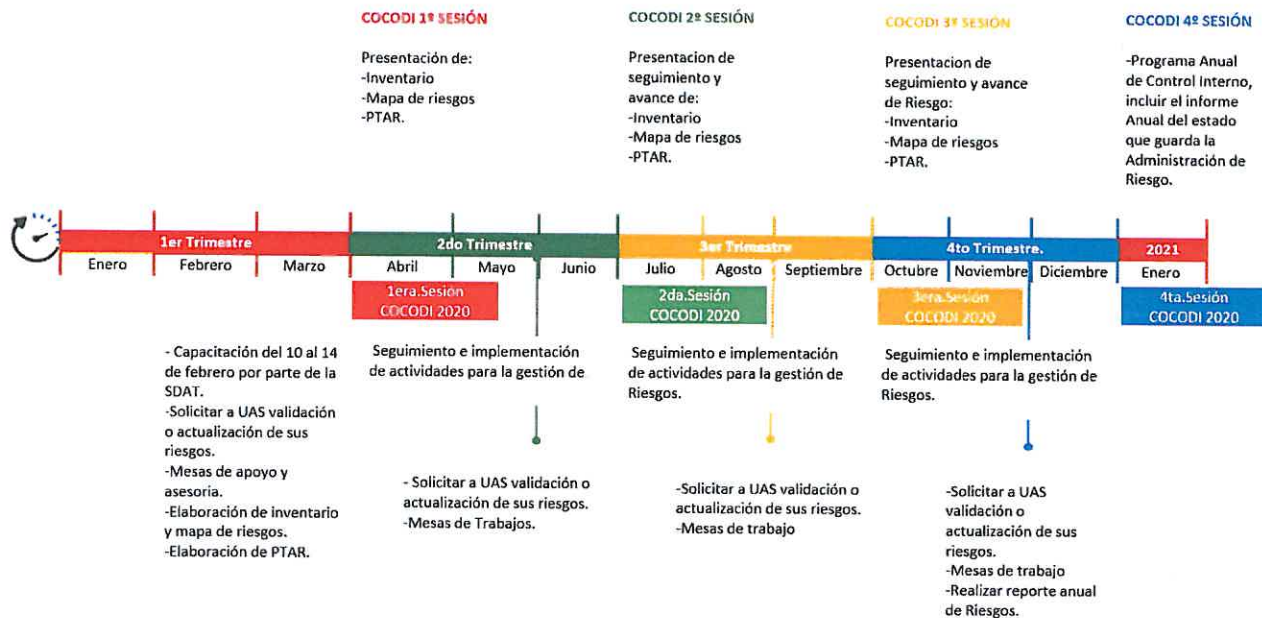 COCODI 1º SESIÓN
Presentación de:
-Inventario
-Mapa de riesgos
-PTAR.
COCODI 2º SESIÓN
Presentacion de
seguimiento y
avance de:
-Inventario
-Mapa de riesgos
-PTAR.
COCODI 3º SESIÓN
Presentacion de
seguimiento y avance
de Riesgo:
-Inventario
-Mapa de riesgos
-PTAR.
COCODI 4º SESIÓN
-Programa Anual
de Control Interno,
incluir el informe
Anual del estado
que guarda la
Administración de
Riesgo.
1er Trimestre
2do Trimestre
3er Trimestre
4to Trimestre.
2021
Enero
Febrero
Marzo
Abril
Mayo
Junio
Julio
Agosto
Septiembre
Octubre
Noviembre
Diciembre
Enero
1era.Sesión
COCODI 2020
2da.Sesión
COCODI 2020
3era.Sesión
COCODI 2020
4ta.Sesión
COCODI 2020
- Capacitación del 10 al 14
de febrero por parte de la
SDAT.
-Solicitar a UAS validación
o actualización de sus
riesgos.
-Mesas de apoyo y
asesoria.
-Elaboración de inventario
y mapa de riesgos.
-Elaboración de PTAR.
Seguimiento e implementación
de actividades para la gestión de
- Solicitar a UAS validación o
actualización de sus riesgos.
-Mesas de Trabajos.
Seguimiento e implementación
de actividades para la gestión de
Riesgos.
-Solicitar a UAS validación o
actualización de sus riesgos.
-Mesas de trabajo
Seguimiento e implementación
de actividades para la gestión de
Riesgos.
-Solicitar a UAS
validación o
actualización de sus
riesgos.
-Mesas de trabajo
-Realizar reporte anual
de Riesgos.